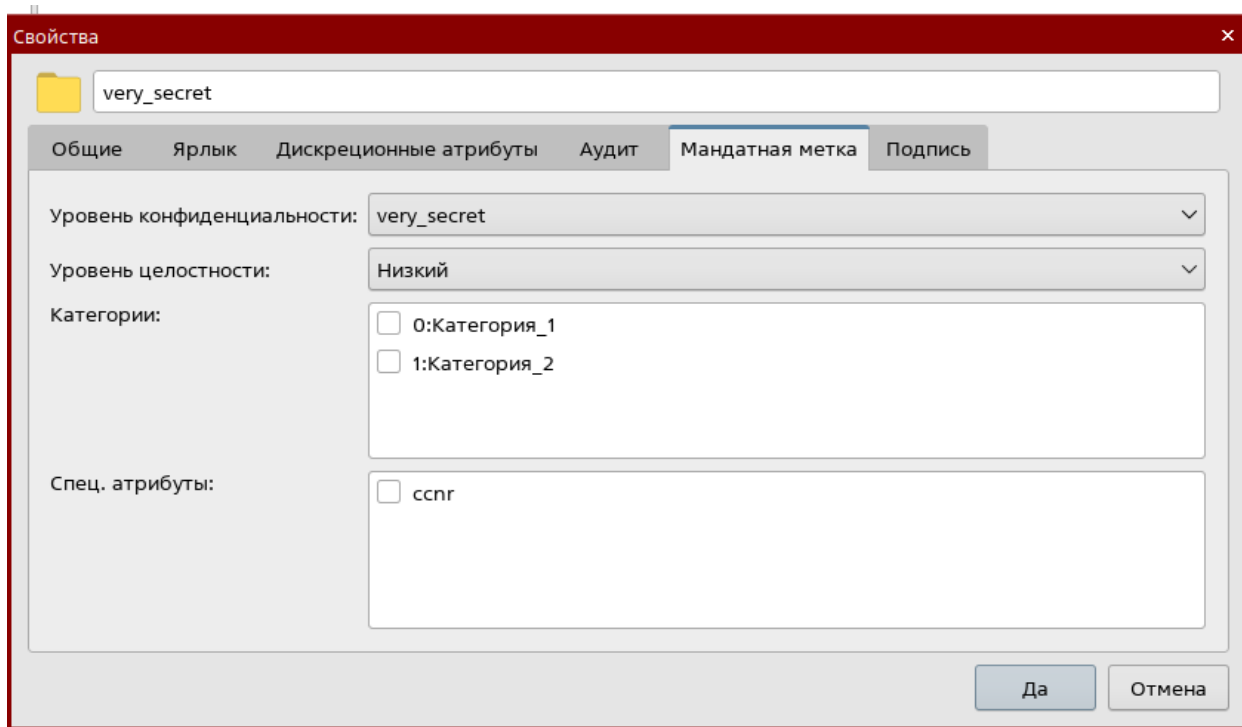 Свойства
very_secret
Общие Ярлык Дискреционные атрибуты Аудит Мандатная метка Подпись
Уровень конфиденциальности: very_secret
Уровень целостности: Низкий
Категории: 0:Категория_1
1:Категория_2
Спец. атрибуты: ccnr
Да Отмена